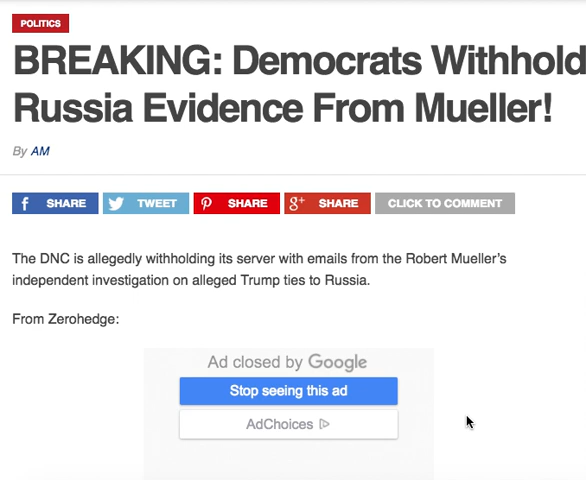 POLITICS
BREAKING: Democrats Withhold
Russia Evidence From Mueller!
By AM
f SHARE TWEET SHARE g+ SHARE CLICK TO COMMENT
The DNC is allegedly withholding its server with emails from the Robert Mueller's
independent investigation on alleged Trump ties to Russia.
From Zerohedge:
Ad closed by Google
Stop seeing this ad
AdChoices